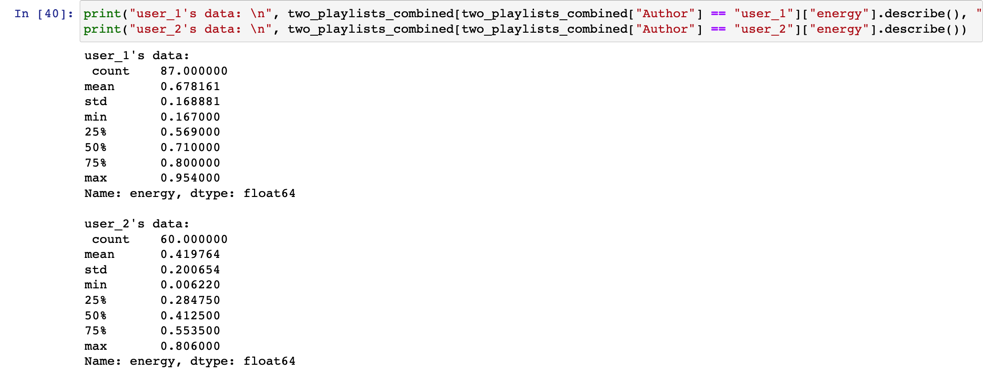 In [40]: print("user_1's data: \n", two_playlists_combined[two_playlists_combined["Author"] == "user_1"]["energy"].describe(), "
print("user_2's data: \n", two_playlists_combined[two_playlists_combined["Author"] == "user_2"]["energy"].describe())
user_1's data:
count 87.000000
mean 0.678161
std 0.168881
min 0.167000
25% 0.569000
50% 0.710000
75% 0.800000
max 0.954000
Name: energy, dtype: float64
user_2's data:
count 60.000000
mean 0.419764
std 0.200654
min 0.006220
25% 0.284750
50% 0.412500
75% 0.553500
max 0.806000
Name: energy, dtype: float64